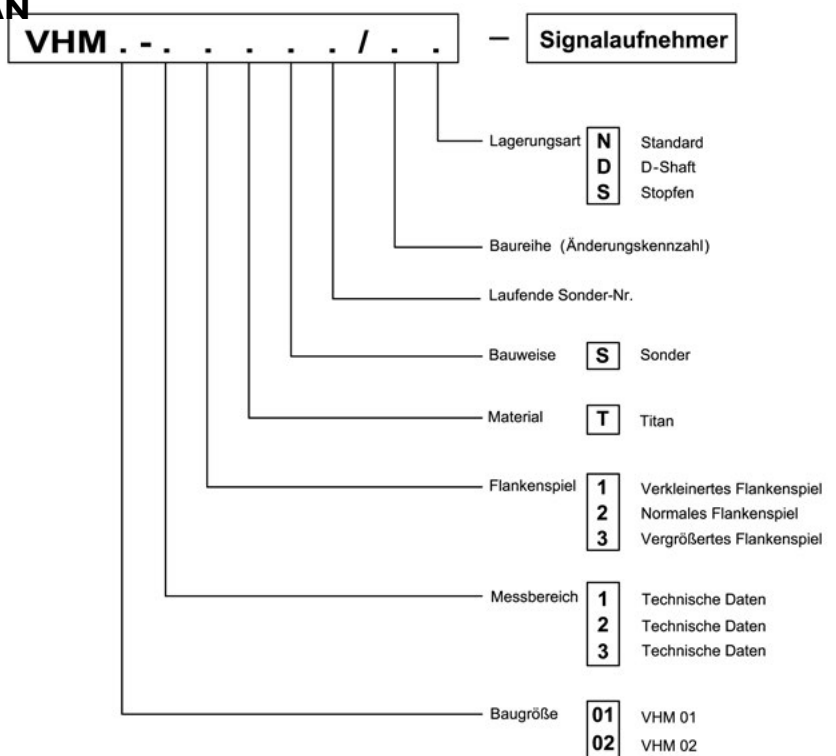 VHM . - . . . . . / . . – Signalaufnehmer
Lagerungsart N Standard
D D-Shaft
S Stopfen
Baureihe (Änderungskennzahl)
Laufende Sonder-Nr.
Bauweise S Sonder
Material T Titan
Flankenspiel 1 Verkleinertes Flankenspiel
2 Normales Flankenspiel
3 Vergrößertes Flankenspiel
Messbereich 1 Technische Daten
2 Technische Daten
3 Technische Daten
Baugröße 01 VHM 01
02 VHM 02